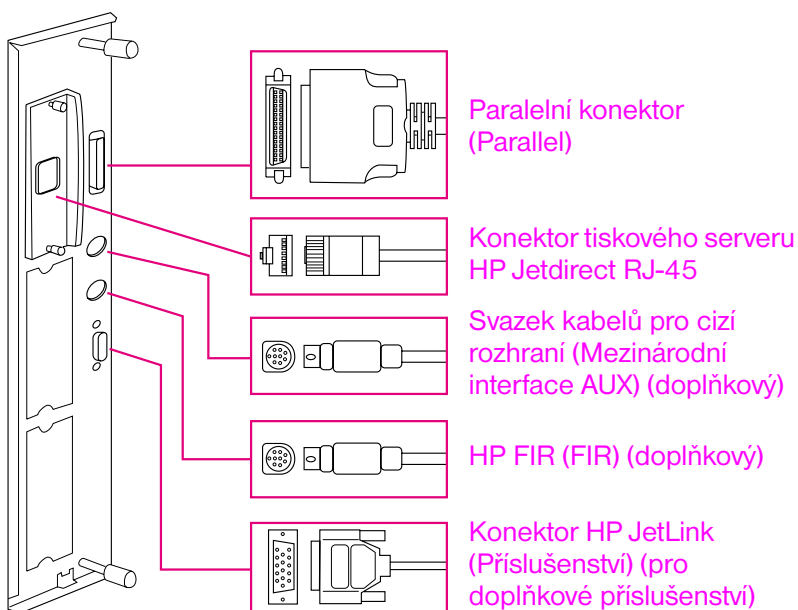 Paralelní konektor
(Parallel)
Konektor tiskového serveru
HP Jetdirect RJ-45
Svazek kabelů pro cizí
rozhraní (Mezinárodní
interface AUX) (doplňkový)
HP FIR (FIR) (doplňkový)
Konektor HP JetLink
(Příslušenství) (pro
doplňkové příslušenství)